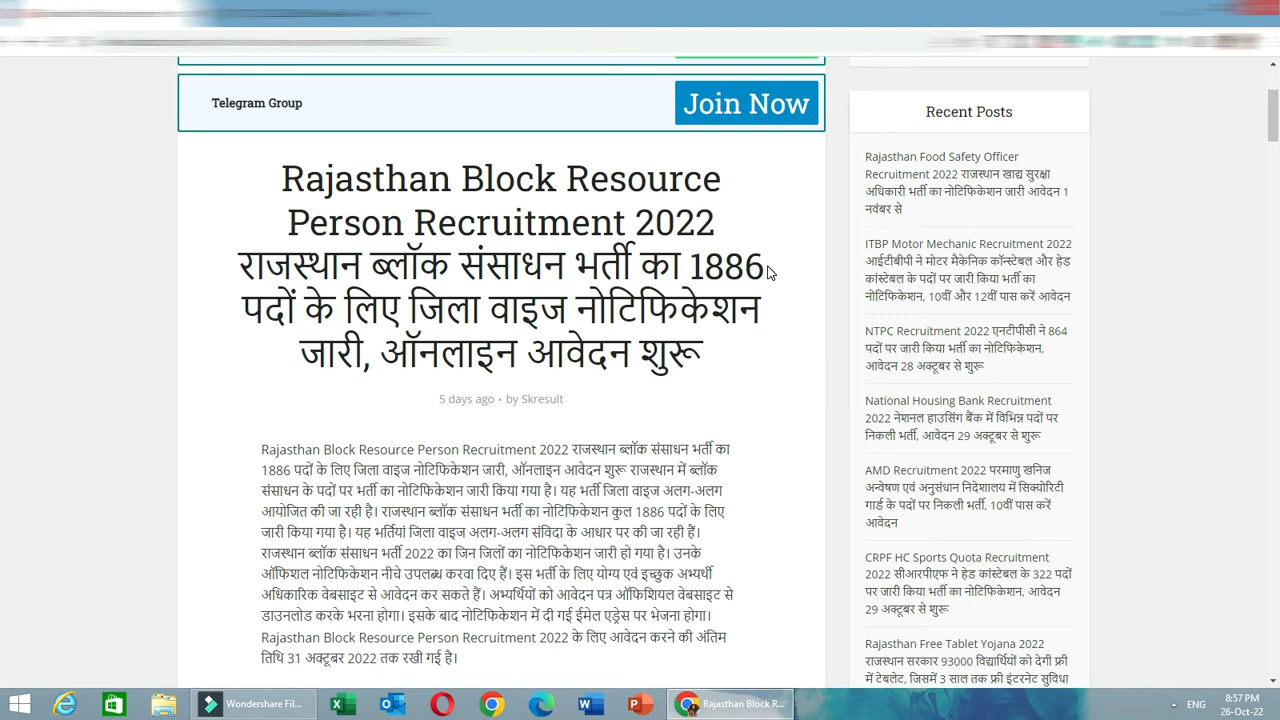 Telegram Group
Join Now
Rajasthan Block Resource
Person Recruitment 2022
राजस्थान ब्लॉक संसाधन भर्ती का 1886
पदों के लिए जिला वाइज नोटिफिकेशन
जारी, ऑनलाइन आवेदन शुरू
5 days ago • by Skresult
Rajasthan Block Resource Person Recruitment 2022 राजस्थान ब्लॉक संसाधन भर्ती का
1886 पदों के लिए जिला वाइज नोटिफिकेशन जारी, ऑनलाइन आवेदन शुरू राजस्थान में ब्लॉक
संसाधन के पदों पर भर्ती का नोटिफिकेशन जारी किया गया है। यह भर्ती जिला वाइज अलग-अलग
आयोजित की जा रही है। राजस्थान ब्लॉक संसाधन भर्ती का नोटिफिकेशन कुल 1886 पदों के लिए
जारी किया गया है। यह भर्तियां जिला वाइज अलग-अलग संविदा के आधार पर की जा रही हैं।
राजस्थान ब्लॉक संसाधन भर्ती 2022 का जिन जिलों का नोटिफिकेशन जारी हो गया है। उनके
ऑफिशल नोटिफिकेशन नीचे उपलब्ध करवा दिए हैं। इस भर्ती के लिए योग्य एवं इच्छुक अभ्यर्थी
अधिकारिक वेबसाइट से आवेदन कर सकते हैं। अभ्यर्थियों को आवेदन पत्र ऑफिशियल वेबसाइट से
डाउनलोड करके भरना होगा। इसके बाद नोटिफिकेशन में दी गई ईमेल एड्रेस पर भेजना होगा।
Rajasthan Block Resource Person Recruitment 2022 के लिए आवेदन करने की अंतिम
तिथि 31 अक्टूबर 2022 तक रखी गई है।
Recent Posts
Rajasthan Food Safety Officer
Recruitment 2022 राजस्थान खाद्य सुरक्षा
अधिकारी भर्ती का नोटिफिकेशन जारी आवेदन 1
नवंबर से
ITBP Motor Mechanic Recruitment 2022
आईटीबीपी ने मोटर मैकेनिक कॉन्स्टेबल और हेड
कांस्टेबल के पदों पर जारी किया भर्ती का
नोटिफिकेशन, 10वीं और 12वीं पास करें आवेदन
NTPC Recruitment 2022 एनटीपीसी ने 864
पदों पर जारी किया भर्ती का नोटिफिकेशन,
आवेदन 28 अक्टूबर से शुरू
National Housing Bank Recruitment
2022 नेशनल हाउसिंग बैंक में विभिन्न पदों पर
निकली भर्ती, आवेदन 29 अक्टूबर से शुरू
AMD Recruitment 2022 परमाणु खनिज
अन्वेषण एवं अनुसंधान निदेशालय में सिक्योरिटी
गार्ड के पदों पर निकली भर्ती, 10वीं पास करें
आवेदन
CRPF HC Sports Quota Recruitment
2022 सीआरपीएफ ने हेड कांस्टेबल के 322 पदों
पर जारी किया भर्ती का नोटिफिकेशन, आवेदन
29 अक्टूबर से शुरू
Rajasthan Free Tablet Yojana 2022
राजस्थान सरकार 93000 विद्यार्थियों को देगी फ्री
में टेबलेट, जिसमें 3 साल तक फ्री इंटरनेट सुविधा
Wondershare Fil...
Rajasthan Block R...
ENG
8:57 PM
26-Oct-22